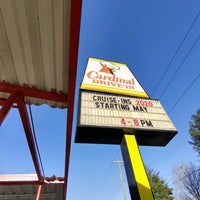 Cardinal
DRIVE-IN
CRUISE-INS 2020
STARTING MAY
4-8 PM